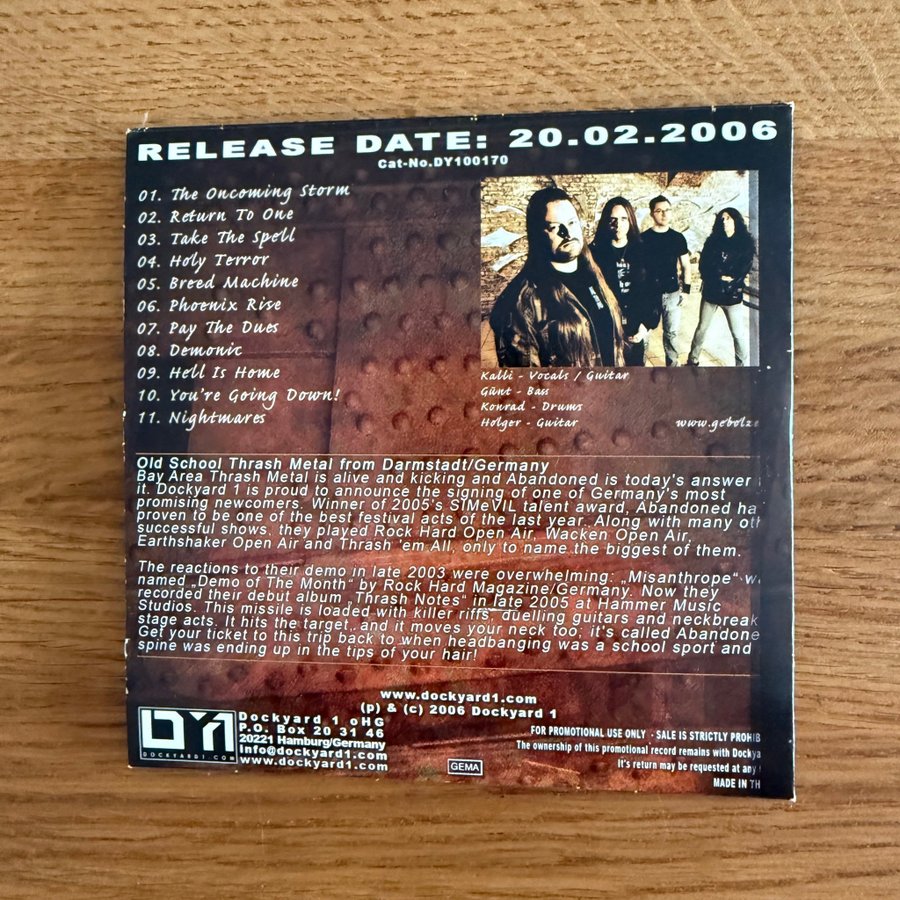 RELEASE DATE: 20.02.2006
Cat-No.DY100170
01. The Oncoming Storm
02. Return To One
03. Take The Spell
04. Holy Terror
05. Breed Machine
06. Phoenix Rise
07. Pay The Dues
08. Demonic
09. Hell Is Home
10. You're Going Down!
11. Nightmares
Kalli - Vocals / Guitar
Günt - Bass
Konrad - Drums
Holger - Guitar
www.gebolze
Old School Thrash Metal from Darmstadt/Germany
Bay Area Thrash Metal is alive and kicking and Abandoned is today's answer
it. Dockyard 1 is proud to announce the signing of one of Germany's most
promising newcomers. Winner of 2005's SIMeVIL talent award, Abandoned ha
proven to be one of the best festival acts of the last year. Along with many oth
successful shows, they played Rock Hard Open Air, Wacken Open Air,
Earthshaker Open Air and Thrash 'em All, only to name the biggest of them.
The reactions to their demo in late 2003 were overwhelming: „Misanthrope“ we
named „Demo of The Month“ by Rock Hard Magazine/Germany. Now they
recorded their debut album „Thrash Notes“ in late 2005 at Hammer Music
Studios. This missile is loaded with killer riffs, duelling guitars and neckbreak
stage acts. It hits the target, and it moves your neck too; it's called Abandone
Get your ticket to this trip back to when headbanging was a school sport and
spine was ending up in the tips of your hair!
www.dockyard1.com
(p) & (c) 2006 Dockyard 1
DY1
DOCKYARD1.COM
Dockyard 1 oHG
P.O. Box 20 31 46
20221 Hamburg/Germany
info@dockyard1.com
www.dockyard1.com
GEMA
FOR PROMOTIONAL USE ONLY - SALE IS STRICTLY PROHIB
The ownership of this promotional record remains with Dockya
It's return may be requested at any
MADE IN TH